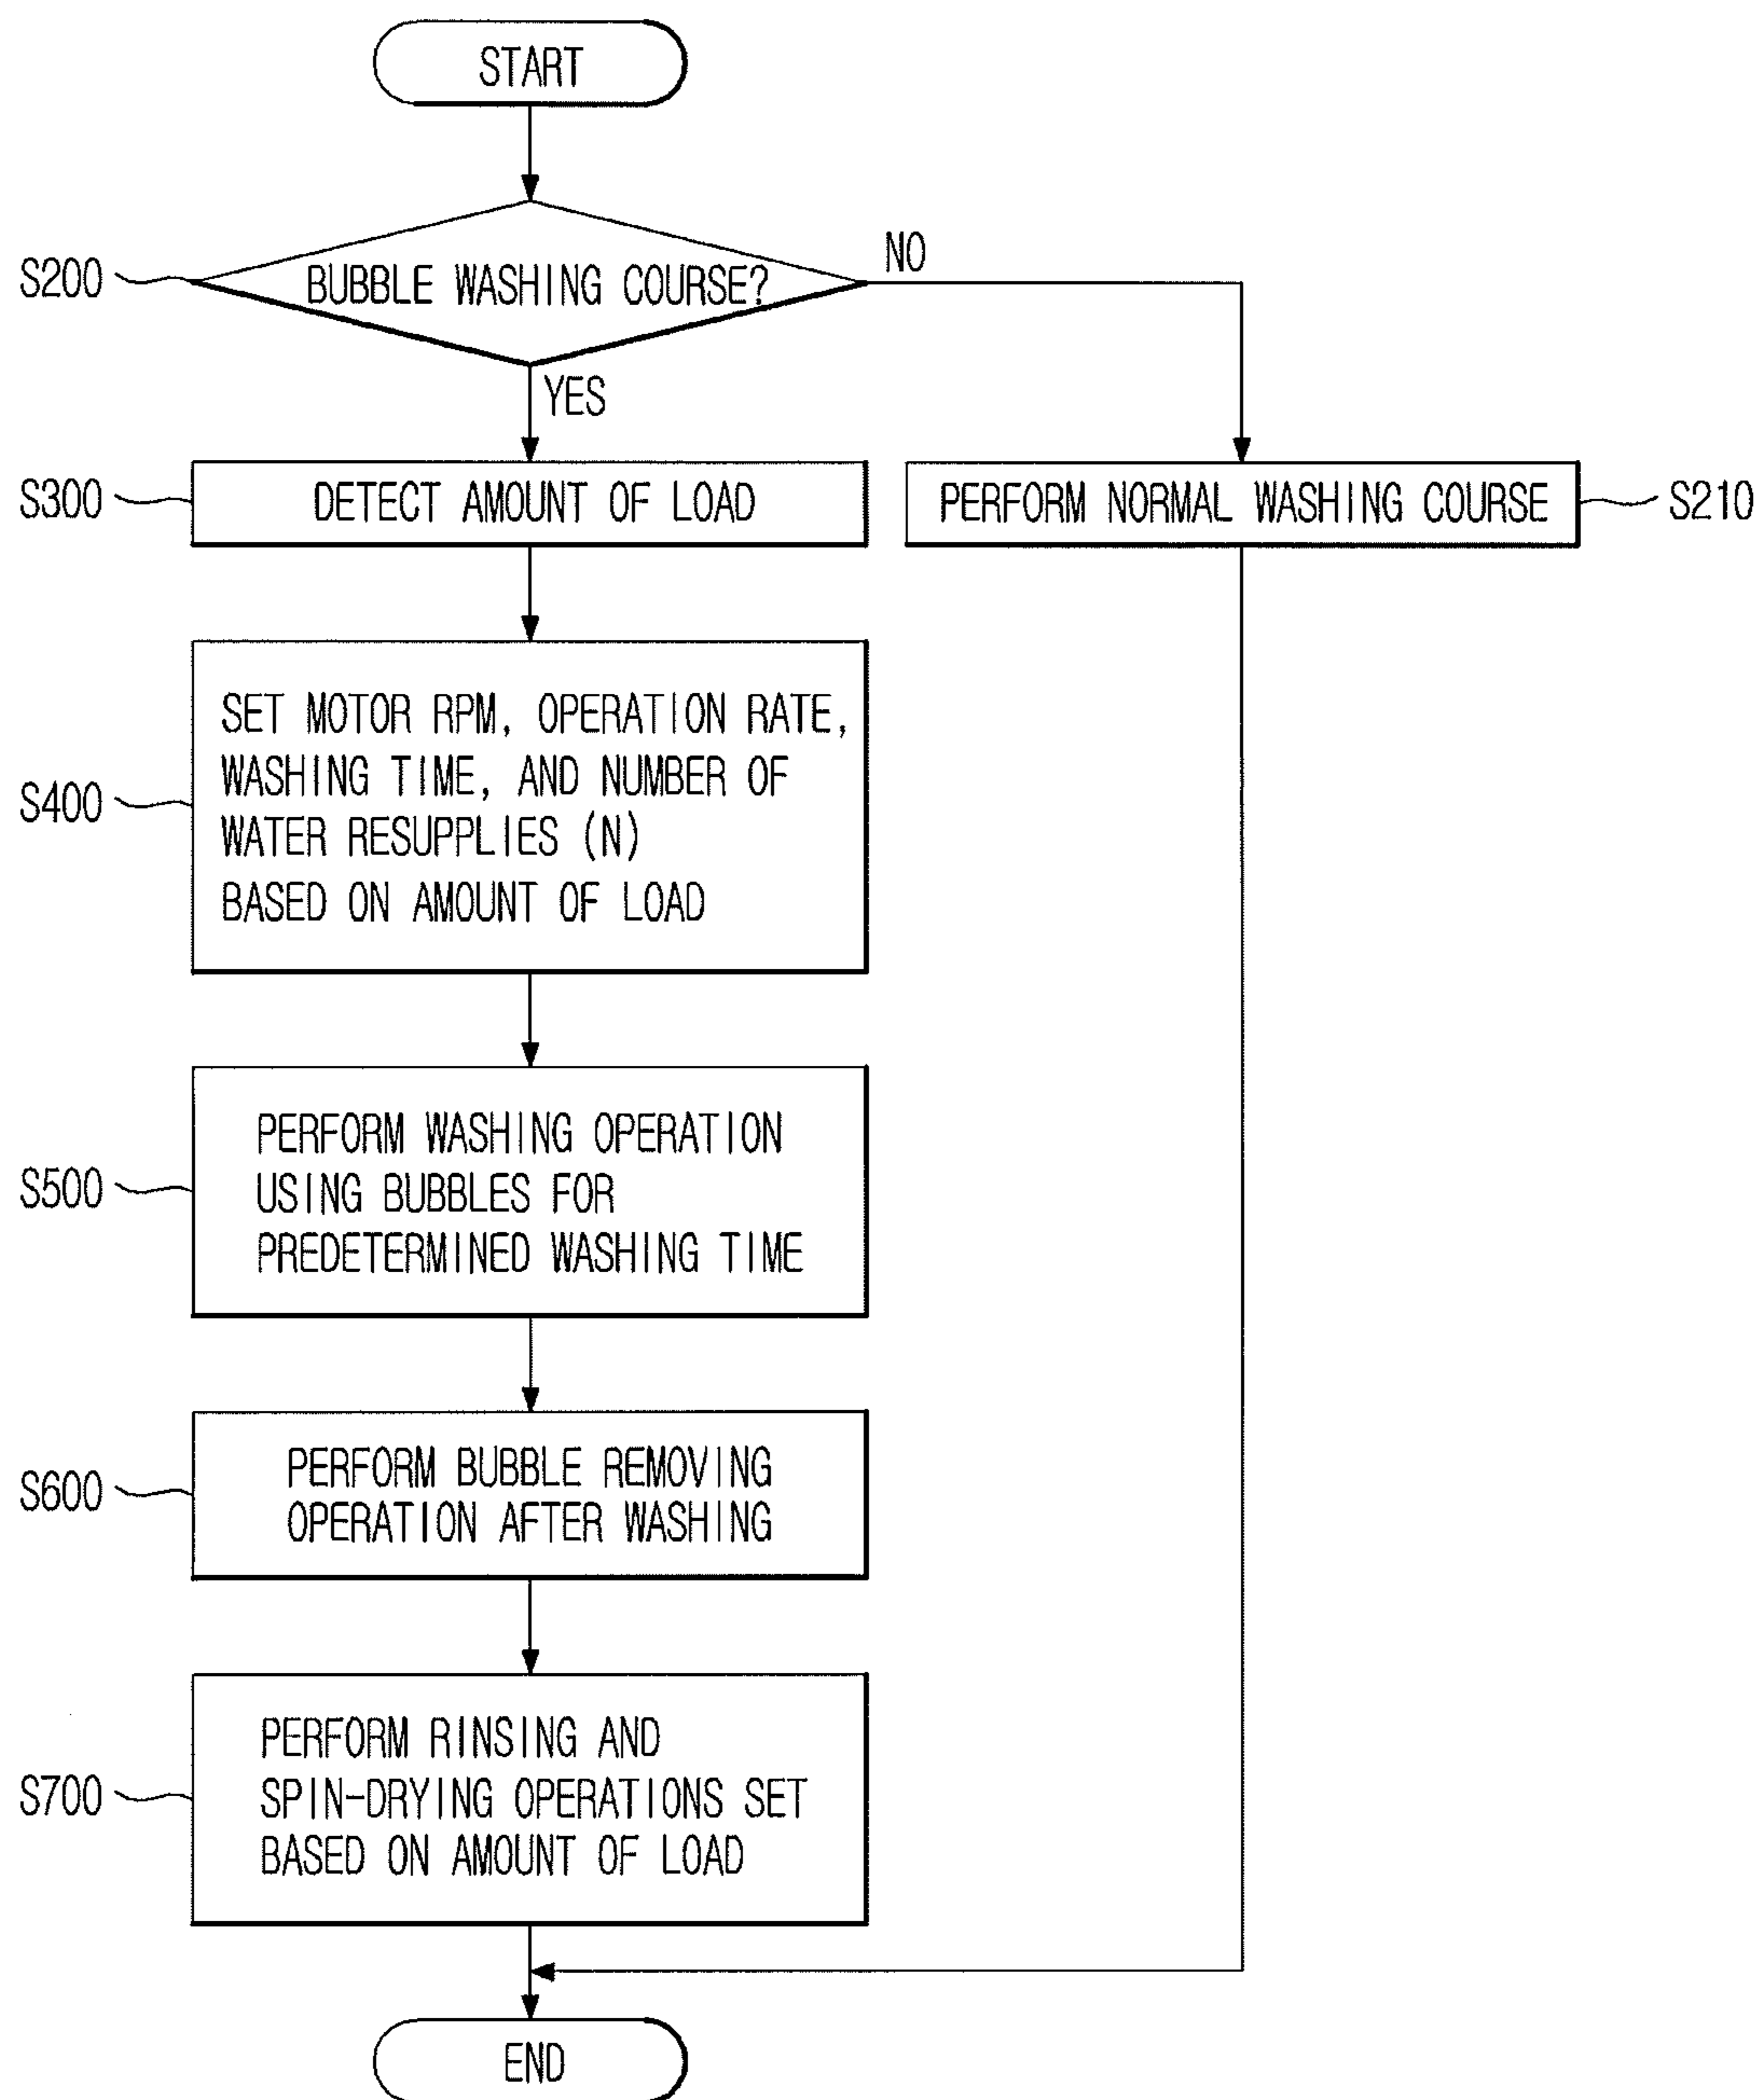 START
S200
BUBBLE WASHING COURSE?
NO
YES
S300
DETECT AMOUNT OF LOAD
PERFORM NORMAL WASHING COURSE
S210
S400
SET MOTOR RPM, OPERATION RATE,
WASHING TIME, AND NUMBER OF
WATER RESUPPLIES (N)
BASED ON AMOUNT OF LOAD
S500
PERFORM WASHING OPERATION
USING BUBBLES FOR
PREDETERMINED WASHING TIME
S600
PERFORM BUBBLE REMOVING
OPERATION AFTER WASHING
S700
PERFORM RINSING AND
SPIN-DRYING OPERATIONS SET
BASED ON AMOUNT OF LOAD
END